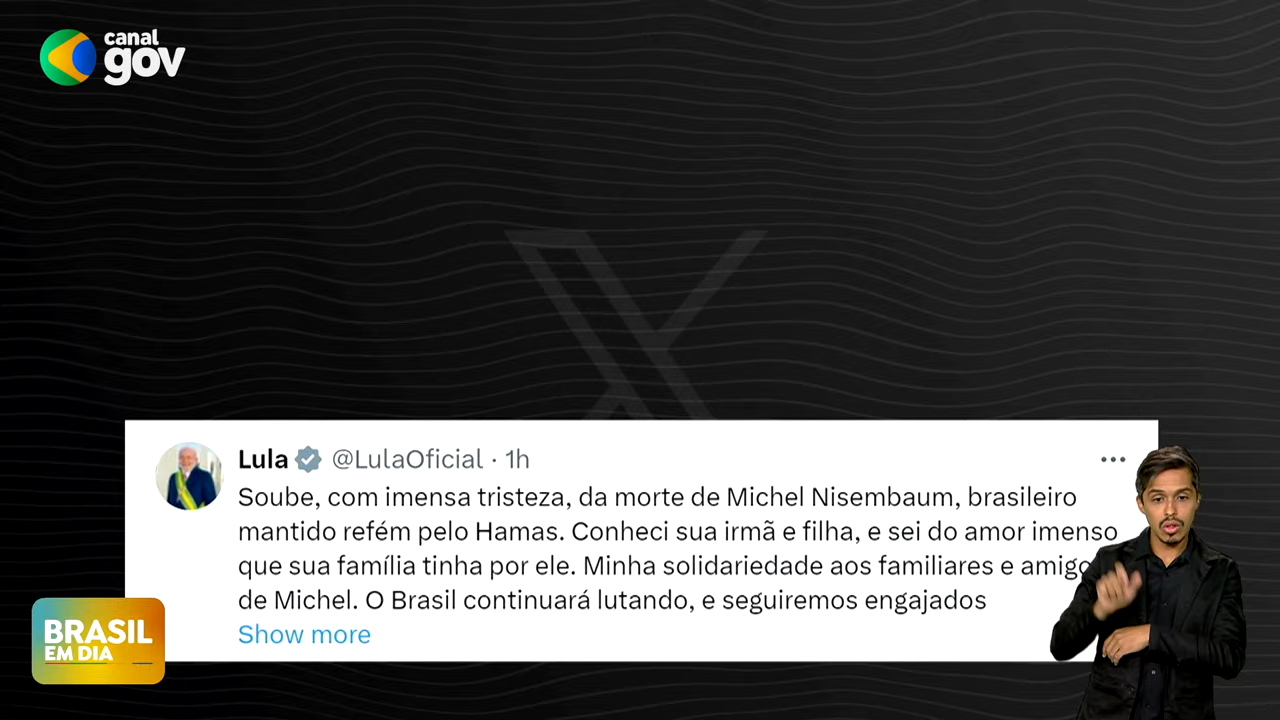 canal
gov
Lula @LulaOficial · 1h
Soube, com imensa tristeza, da morte de Michel Nisembaum, brasileiro
mantido refém pelo Hamas. Conheci sua irmã e filha, e sei do amor imenso
que sua família tinha por ele. Minha solidariedade aos familiares e amigo
de Michel. O Brasil continuará lutando, e seguiremos engajados
Show more
BRASIL
EM DIA